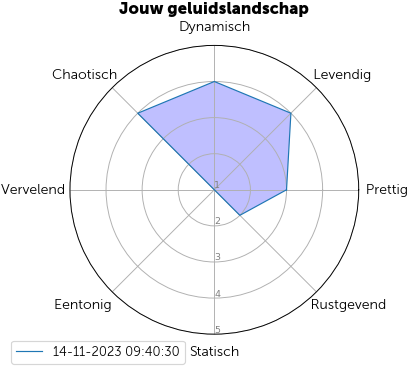 Jouw geluidslandschap
Dynamisch
Chaotisch
Levendig
Vervelend
1
Prettig
2
3
4
Eentonig
Rustgevend
5
14-11-2023 09:40:30
Statisch